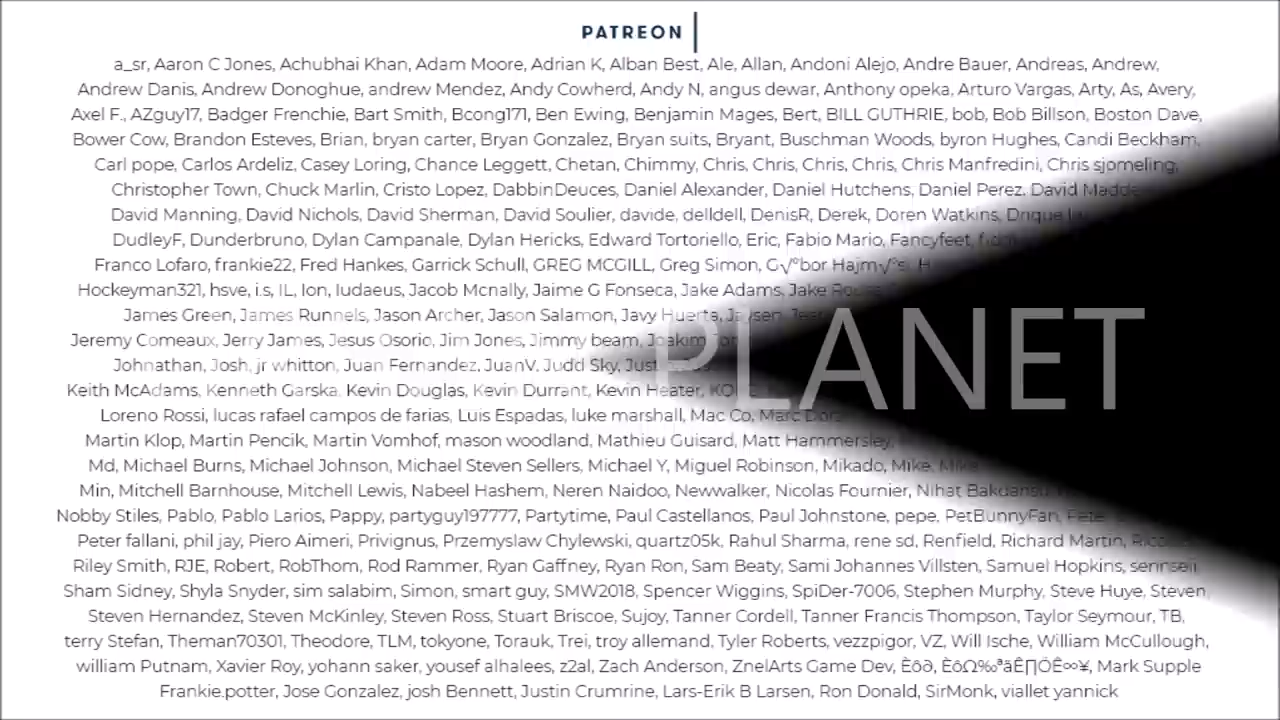 PATREON
a_sr, Aaron C Jones, Achubhai Khan, Adam Moore, Adrian K, Alban Best, Ale, Allan, Andoni Alejo, Andre Bauer, Andreas, Andrew,
Andrew Danis, Andrew Donoghue, andrew Mendez, Andy Cowherd, Andy N, angus dewar, Anthony opeka, Arturo Vargas, Arty, As, Avery,
Axel F., AZguy17, Badger Frenchie, Bart Smith, Bcong171, Ben Ewing, Benjamin Mages, Bert, BILL GUTHRIE, bob, Bob Billson, Boston Dave,
Bower Cow, Brandon Esteves, Brian, bryan carter, Bryan Gonzalez, Bryan suits, Bryant, Buschman Woods, byron Hughes, Candi Beckham,
Carl pope, Carlos Ardeliz, Casey Loring, Chance Leggett, Chetan, Chimmy, Chris, Chris, Chris, Chris, Chris Manfredini, Chris sjomeling,
Christopher Town, Chuck Marlin, Cristo Lopez, DabbinDeuces, Daniel Alexander, Daniel Hutchens, Daniel Perez, David
David Manning, David Nichols, David Sherman, David Soulier, davide, delldell, DenisR, Derek, Doren Watkins,
DudleyF, Dunderbruno, Dylan Campanale, Dylan Hericks, Edward Tortoriello, Eric, Fabio Mario, Fancyfeet,
Franco Lofaro, frankie22, Fred Hankes, Garrick Schull, GREG MCGILL, Greg Simon, G√°bor
Hockeyman321, hsve, i.s, IL, Ion, Iudaeus, Jacob Mcnally, Jaime G Fonseca, Jake Adams, Jake
James Green, James Runnels, Jason Archer, Jason Salamon, Javy Huerta,
PLANET
Jeremy Comeaux, Jerry James, Jesus Osorio, Jim Jones, Jimmy beam,
Johnathan, Josh, jr whitton, Juan Fernandez, JuanV, Judd Sky,
Keith McAdams, Kenneth Garska, Kevin Douglas, Kevin Durrant, Kevin Heater,
Loreno Rossi, lucas rafael campos de farias, Luis Espadas, luke marshall, Mac Co, Marc
Martin Klop, Martin Pencik, Martin Vomhof, mason woodland, Mathieu Guisard, Matt Hammersley,
Md, Michael Burns, Michael Johnson, Michael Steven Sellers, Michael Y, Miguel Robinson, Mikado, Mike,
Min, Mitchell Barnhouse, Mitchell Lewis, Nabeel Hashem, Neren Naidoo, Newwalker, Nicolas Fournier, Nihat
Nobby Stiles, Pablo, Pablo Larios, Pappy, partyguy197777, Partytime, Paul Castellanos, Paul Johnstone, pepe, PetBunnyFan,
Peter fallani, phil jay, Piero Aimeri, Privignus, Przemyslaw Chylewski, quartz05k, Rahul Sharma, rene sd, Renfield, Richard Martin,
Riley Smith, RJE, Robert, RobThom, Rod Rammer, Ryan Gaffney, Ryan Ron, Sam Beaty, Sami Johannes Villsten, Samuel Hopkins, sennseii,
Sham Sidney, Shyla Snyder, sim salabim, Simon, smart guy, SMW2018, Spencer Wiggins, SpiDer-7006, Stephen Murphy, Steve Huye, Steven,
Steven Hernandez, Steven McKinley, Steven Ross, Stuart Briscoe, Sujoy, Tanner Cordell, Tanner Francis Thompson, Taylor Seymour, TB,
terry Stefan, Theman70301, Theodore, TLM, tokyone, Torauk, Trei, troy allemand, Tyler Roberts, vezzpigor, VZ, Will Ische, William McCullough,
william Putnam, Xavier Roy, yohann saker, yousef alhalees, z2al, Zach Anderson, ZnelArts Game Dev, Èô∂, ÈôΩ‰ªãÊ∏ÖÊ∞¥, Mark Supple
Frankie.potter, Jose Gonzalez, josh Bennett, Justin Crumrine, Lars-Erik B Larsen, Ron Donald, SirMonk, viallet yannick